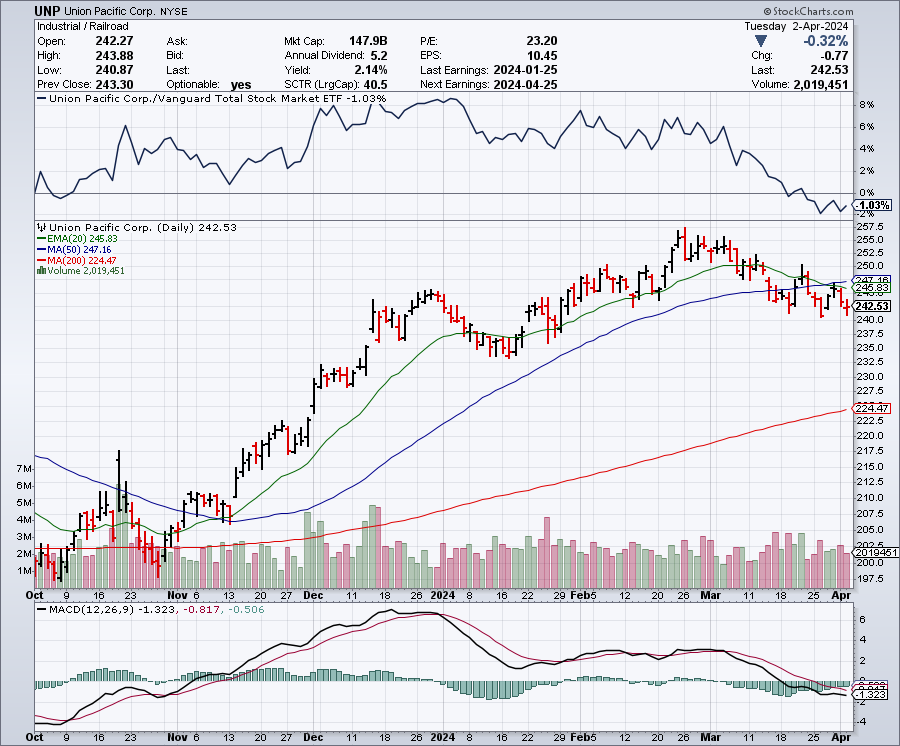 UNP Union Pacific Corp. NYSE
© StockCharts.com
Industrial / Railroad
Tuesday 2-Apr-2024
Open: 242.27 Ask: Mkt Cap: 147.9B P/E: 23.20 ▼ -0.32%
High: 243.88 Bid: Annual Dividend: 5.2 EPS: 10.45 Chg: -0.77
Low: 240.87 Last: Yield: 2.14% Last Earnings: 2024-01-25 Last: 242.53
Prev Close: 243.30 Optionable: yes SCTR (LrgCap): 40.5 Next Earnings: 2024-04-25 Volume: 2,019,451
Union Pacific Corp./Vanguard Total Stock Market ETF -1.03%
8%
6%
4%
2%
0%
-1.03%
-2%
Union Pacific Corp. (Daily) 242.53
EMA(20) 245.83
MA(50) 247.16
MA(200) 224.47
Volume 2,019,451
257.5
255.0
252.5
250.0
247.16
245.83
242.53
240.0
237.5
235.0
232.5
230.0
227.5
224.47
222.5
220.0
217.5
215.0
212.5
210.0
207.5
205.0
202.5
2019451
200.0
197.5
7M
6M
5M
4M
3M
2M
1M
Oct 9 16 23 Nov 6 13 20 27 Dec 11 18 26 2024 8 16 22 29 Feb 5 12 20 26 Mar 11 18 25 Apr
MACD(12,26,9) -1.323, -0.817, -0.506
6
4
2
-1.323
-2
-4
Oct 9 16 23 Nov 6 13 20 27 Dec 11 18 26 2024 8 16 22 29 Feb 5 12 20 26 Mar 11 18 25 Apr